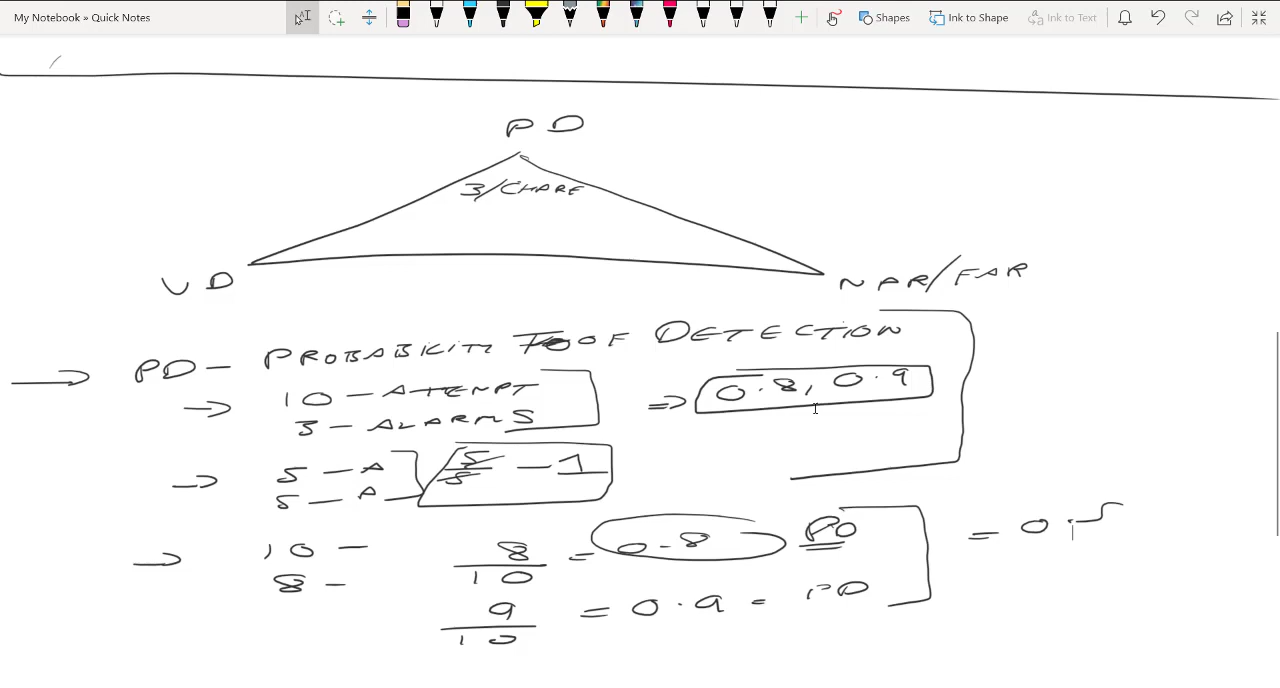 My Notebook » Quick Notes
Shapes
Ink to Shape
Ink to Text
PD
3/CHARE
VD
NAR/FAR
PD - PROBABILITY OF DETECTION
10 - ATTEMPT
3 - ALARMS
=> 0.8, 0.9
5 - A
5 - A
5/5 - 1
10 -
8 -
8/10 = 0.8 PD
= 0.5
9/10 = 0.9 = PD